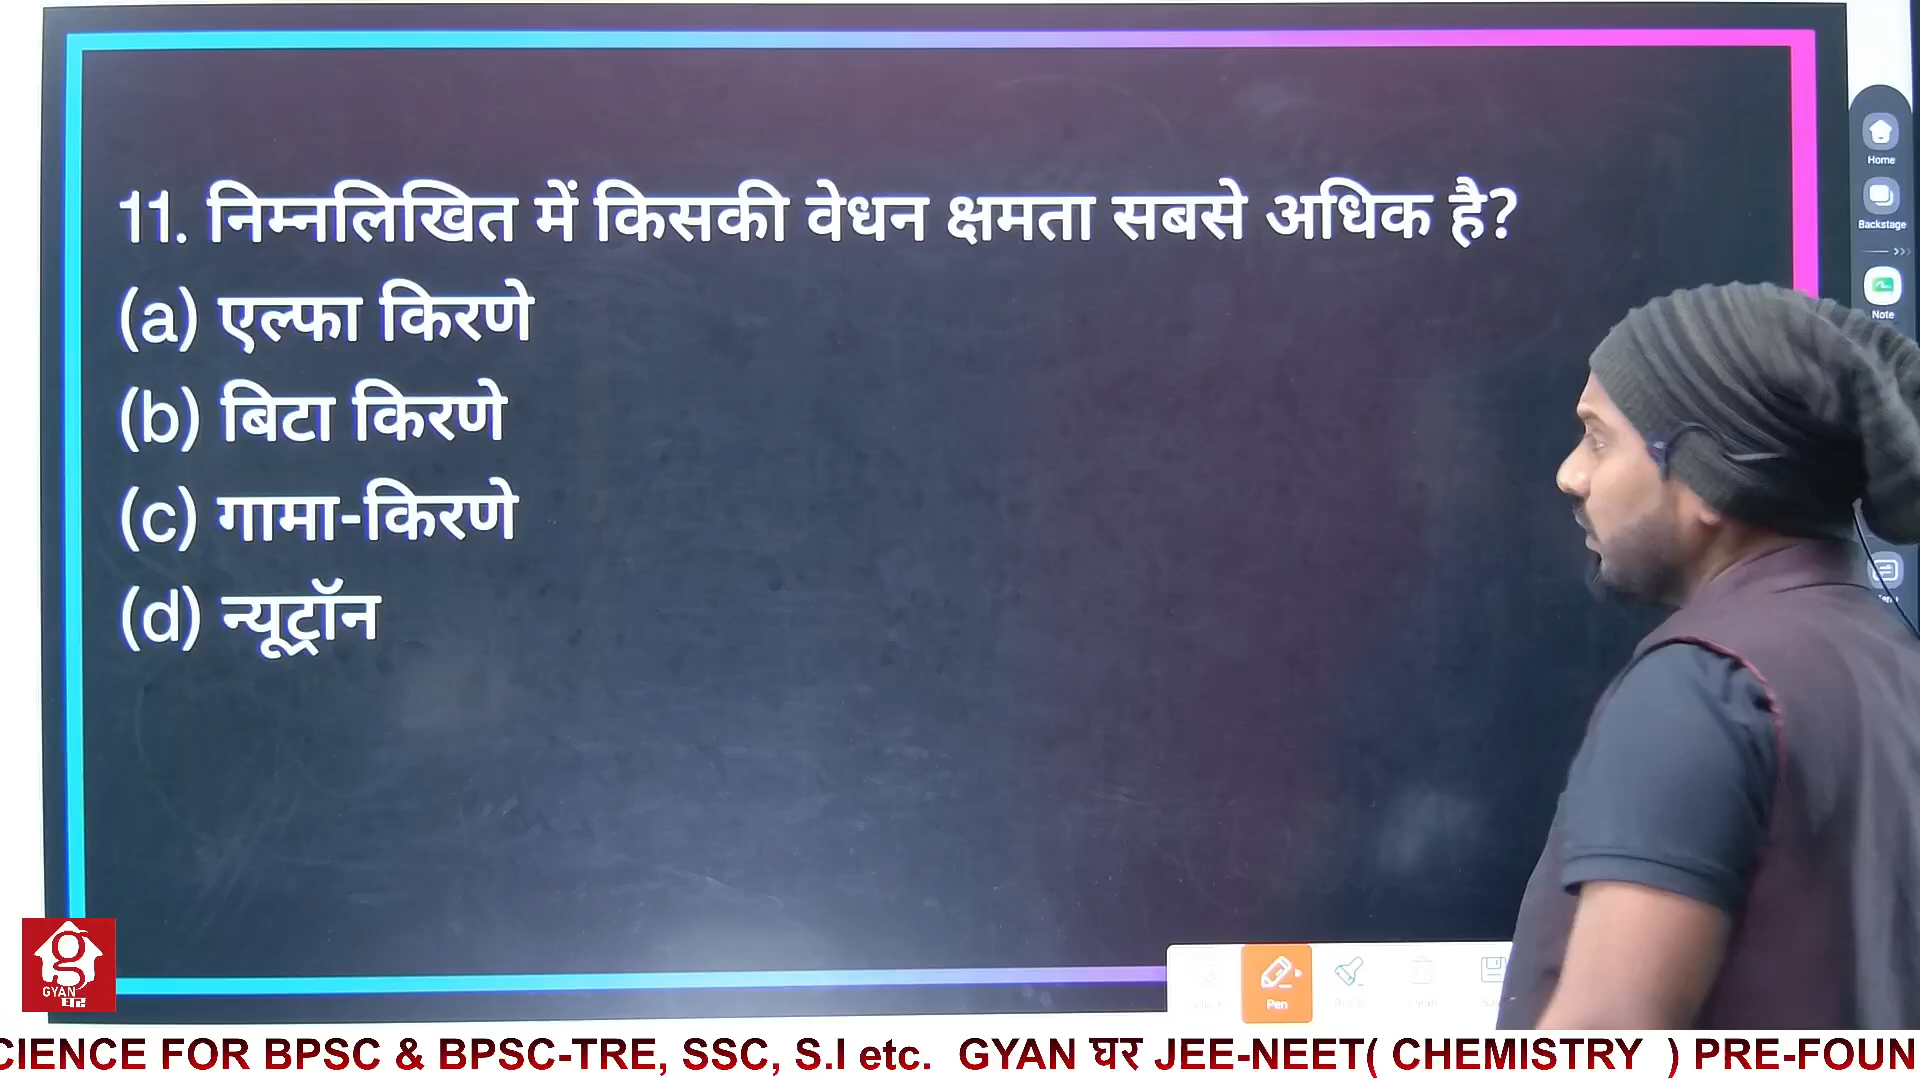 11. निम्नलिखित में किसकी वेधन क्षमता सबसे अधिक है?
(a) एल्फा किरणे
(b) बिटा किरणे
(c) गामा-किरणे
(d) न्यूट्रॉन
Home
Backstage
Note
Pen
GYAN
घर
CIENCE FOR BPSC & BPSC-TRE, SSC, S.I etc. GYAN घर JEE-NEET( CHEMISTRY ) PRE-FOUN